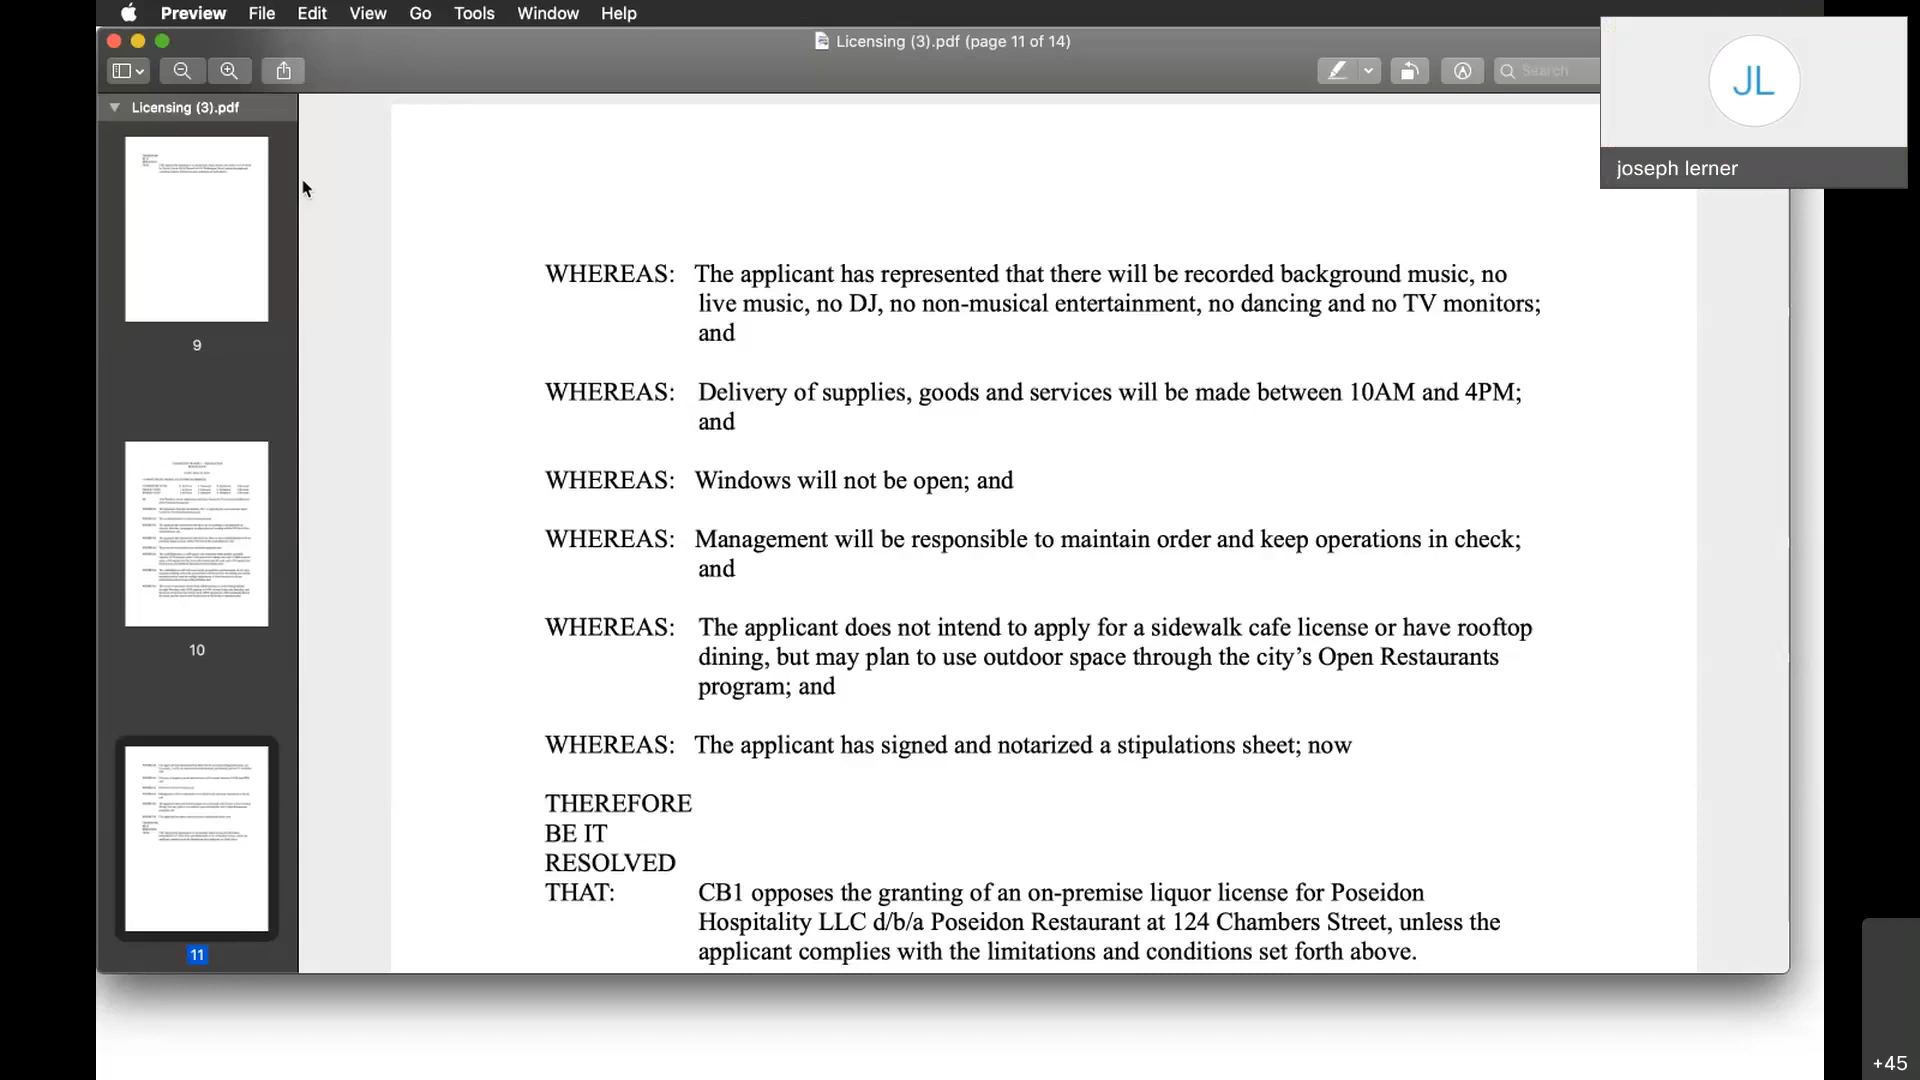 Preview File Edit View Go Tools Window Help
Licensing (3).pdf (page 11 of 14)
Search
JL
joseph lerner
Licensing (3).pdf
9
10
11
WHEREAS: The applicant has represented that there will be recorded background music, no
live music, no DJ, no non-musical entertainment, no dancing and no TV monitors;
and
WHEREAS: Delivery of supplies, goods and services will be made between 10AM and 4PM;
and
WHEREAS: Windows will not be open; and
WHEREAS: Management will be responsible to maintain order and keep operations in check;
and
WHEREAS: The applicant does not intend to apply for a sidewalk cafe license or have rooftop
dining, but may plan to use outdoor space through the city’s Open Restaurants
program; and
WHEREAS: The applicant has signed and notarized a stipulations sheet; now
THEREFORE
BE IT
RESOLVED
THAT: CB1 opposes the granting of an on-premise liquor license for Poseidon
Hospitality LLC d/b/a Poseidon Restaurant at 124 Chambers Street, unless the
applicant complies with the limitations and conditions set forth above.
+45